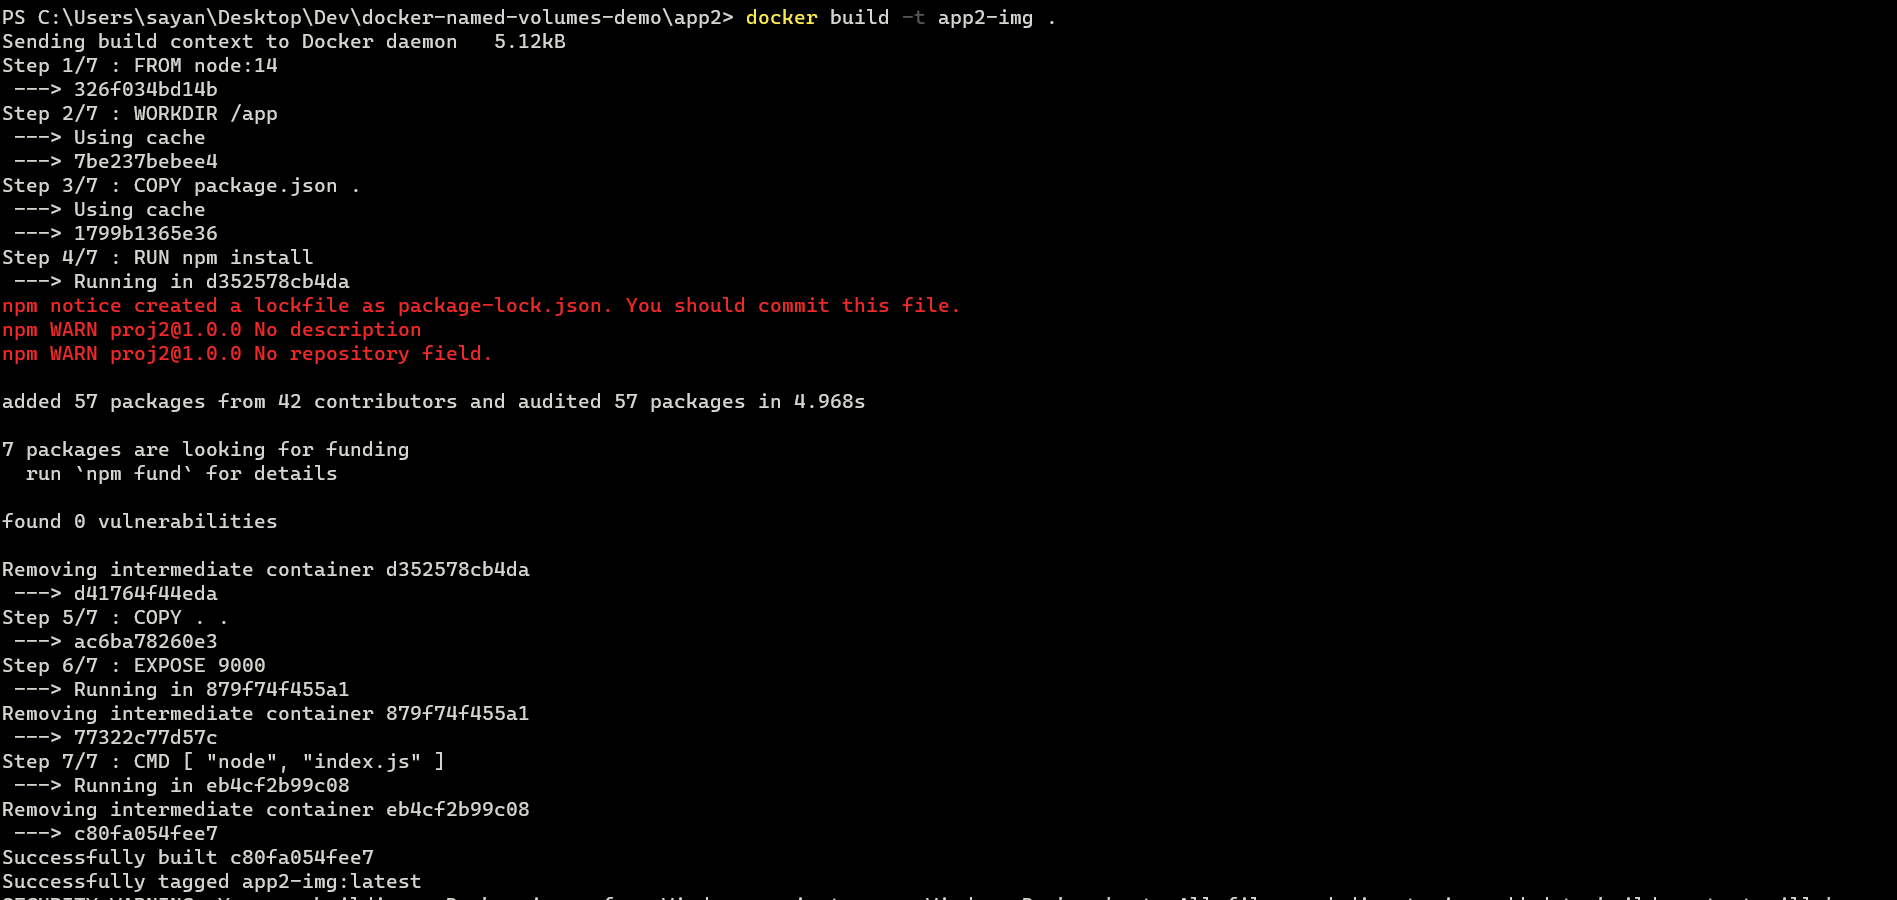 PS C:\Users\sayan\Desktop\Dev\docker-named-volumes-demo\app2> docker build -t app2-img .
Sending build context to Docker daemon   5.12kB
Step 1/7 : FROM node:14
 ---> 326f034bd14b
Step 2/7 : WORKDIR /app
 ---> Using cache
 ---> 7be237bebee4
Step 3/7 : COPY package.json .
 ---> Using cache
 ---> 1799b1365e36
Step 4/7 : RUN npm install
 ---> Running in d352578cb4da
npm notice created a lockfile as package-lock.json. You should commit this file.
npm WARN proj2@1.0.0 No description
npm WARN proj2@1.0.0 No repository field.
added 57 packages from 42 contributors and audited 57 packages in 4.968s
7 packages are looking for funding
  run `npm fund` for details
found 0 vulnerabilities
Removing intermediate container d352578cb4da
 ---> d41764f44eda
Step 5/7 : COPY . .
 ---> ac6ba78260e3
Step 6/7 : EXPOSE 9000
 ---> Running in 879f74f455a1
Removing intermediate container 879f74f455a1
 ---> 77322c77d57c
Step 7/7 : CMD [ "node", "index.js" ]
 ---> Running in eb4cf2b99c08
Removing intermediate container eb4cf2b99c08
 ---> c80fa054fee7
Successfully built c80fa054fee7
Successfully tagged app2-img:latest